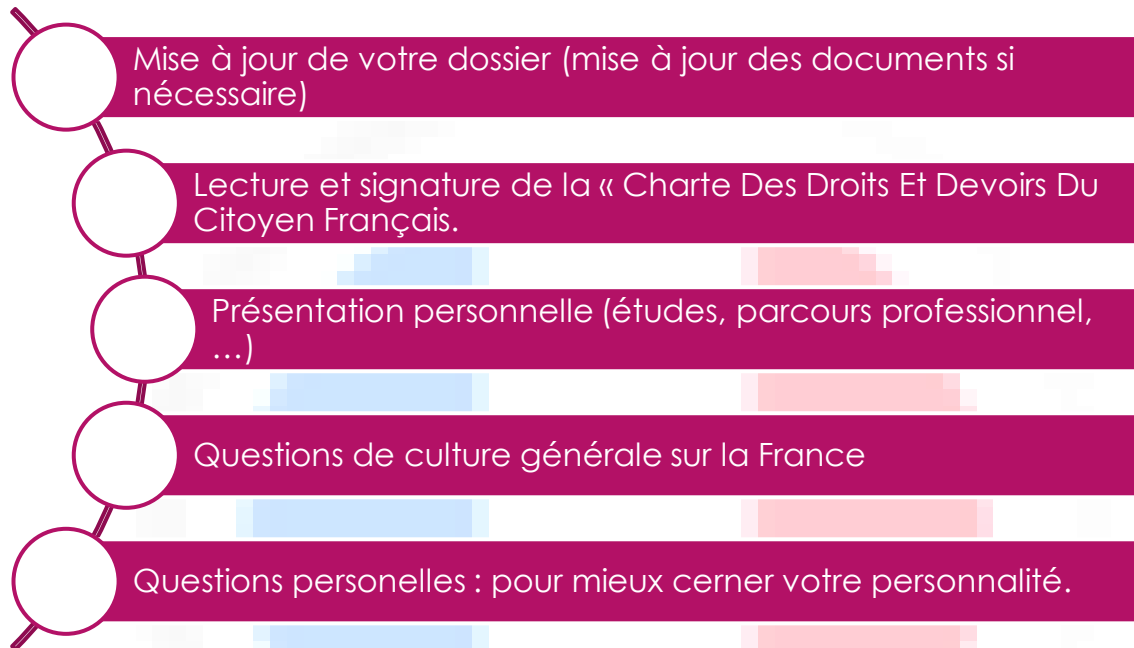 Mise à jour de votre dossier (mise à jour des documents si
nécessaire)
Lecture et signature de la « Charte Des Droits Et Devoirs Du
Citoyen Français.
Présentation personnelle (études, parcours professionnel,
…)
Questions de culture générale sur la France
Questions personelles : pour mieux cerner votre personnalité.